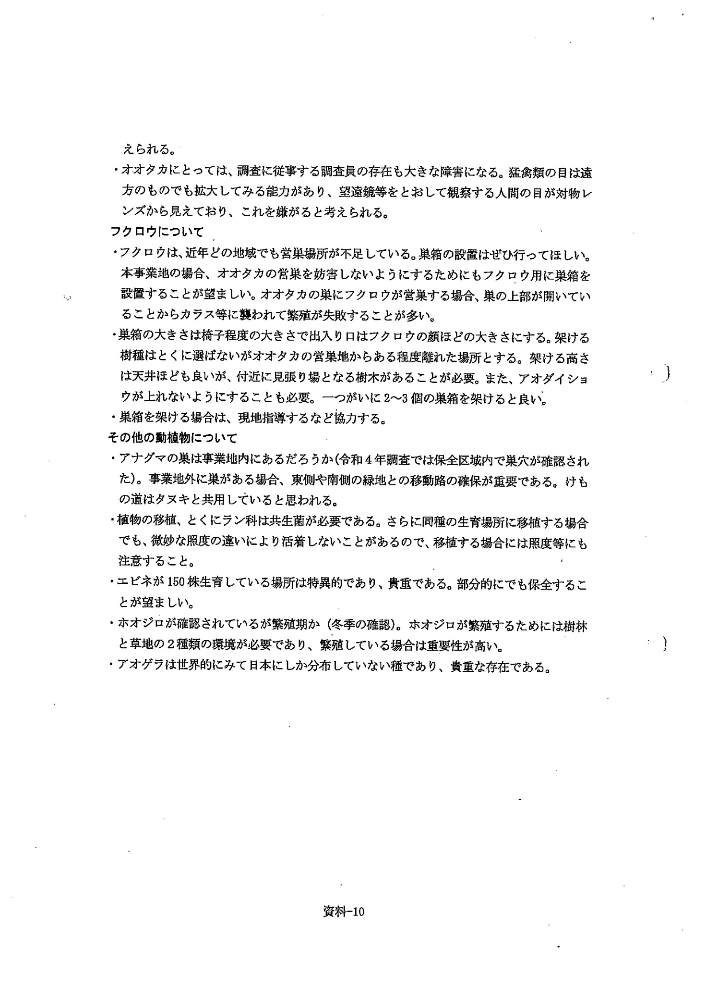 えられる。
・オオタカにとっては、調査に従事する調査員の存在も大きな障害になる。猛禽類の目は遠
方のものでも拡大してみる能力があり、望遠鏡等をとおして観察する人間の目が対物レ
ンズから見えており、これを嫌がると考えられる。
フクロウについて
・フクロウは、近年どの地域でも営巣場所が不足している。巣箱の設置はぜひ行ってほしい。
本事業地の場合、オオタカの営巣を妨害しないようにするためにもフクロウ用に巣箱を
設置することが望ましい。オオタカの巣にフクロウが営巣する場合、巣の上部が開いてい
ることからカラス等に襲われて繁殖が失敗することが多い。
・巣箱の大きさは椅子程度の大きさで出入り口はフクロウの顔ほどの大きさにする。架ける
樹種はとくに選ばないがオオタカの営巣地からある程度離れた場所とする。架ける高さ
は天井ほども良いが、付近に見張り場となる樹木があることが必要。また、アオダイショ
ウが上れないようにすることも必要。一つがいに2～3個の巣箱を架けると良い。
・巣箱を架ける場合は、現地指導するなど協力する。
その他の動植物について
・アナグマの巣は事業地内にあるだろうか(令和4年調査では保全区域内で巣穴が確認され
た)。事業地外に巣がある場合、東側や南側の緑地との移動路の確保が重要である。けも
の道はタヌキと共用していると思われる。
・植物の移植、とくにラン科は共生菌が必要である。さらに同種の生育場所に移植する場合
でも、微妙な照度の違いにより活着しないことがあるので、移植する場合には照度等にも
注意すること。
・エビネが150株生育している場所は特異的であり、貴重である。部分的にでも保全するこ
とが望ましい。
・ホオジロが確認されているが繁殖期か（冬季の確認）。ホオジロが繁殖するためには樹林
と草地の2種類の環境が必要であり、繁殖している場合は重要性が高い。
・アオゲラは世界的にみて日本にしか分布していない種であり、貴重な存在である。
資料-10